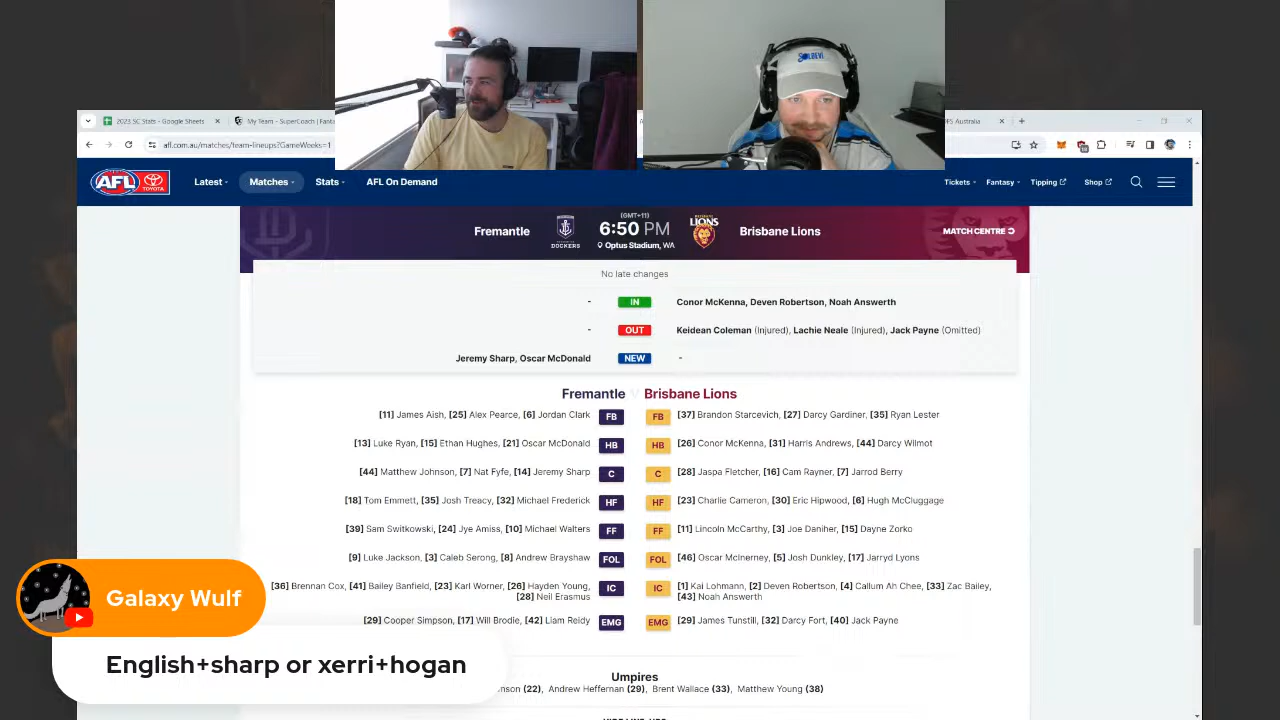 SOLBEVI
2023 SC Stats - Google Sheets
My Team - SuperCoach (Fanta
Australia
afl.com.au/matches/team-lineups?GameWeeks=1
AFL TOYOTA
Latest
Matches
Stats
AFL On Demand
Tickets
Fantasy
Tipping
Shop
Fremantle
DOCKERS
(GMT+11)
6:50 PM
Optus Stadium, WA
BRISBANE LIONS
Brisbane Lions
MATCH CENTRE
No late changes
- IN Conor McKenna, Deven Robertson, Noah Answerth
- OUT Keidean Coleman (Injured), Lachie Neale (Injured), Jack Payne (Omitted)
Jeremy Sharp, Oscar McDonald NEW -
Fremantle V Brisbane Lions
[11] James Aish, [25] Alex Pearce, [6] Jordan Clark FB FB [37] Brandon Starcevich, [27] Darcy Gardiner, [35] Ryan Lester
[13] Luke Ryan, [15] Ethan Hughes, [21] Oscar McDonald HB HB [26] Conor McKenna, [31] Harris Andrews, [44] Darcy Wilmot
[44] Matthew Johnson, [7] Nat Fyfe, [14] Jeremy Sharp C C [28] Jaspa Fletcher, [16] Cam Rayner, [7] Jarrod Berry
[18] Tom Emmett, [35] Josh Treacy, [32] Michael Frederick HF HF [23] Charlie Cameron, [30] Eric Hipwood, [6] Hugh McCluggage
[39] Sam Switkowski, [24] Jye Amiss, [10] Michael Walters FF FF [11] Lincoln McCarthy, [3] Joe Daniher, [15] Dayne Zorko
[9] Luke Jackson, [3] Caleb Serong, [8] Andrew Brayshaw FOL FOL [46] Oscar McInerney, [5] Josh Dunkley, [17] Jarryd Lyons
[36] Brennan Cox, [41] Bailey Banfield, [23] Karl Worner, [26] Hayden Young, IC IC [1] Kai Lohmann, [2] Deven Robertson, [4] Callum Ah Chee, [33] Zac Bailey,
[28] Neil Erasmus [43] Noah Answerth
[29] Cooper Simpson, [17] Will Brodie, [42] Liam Reidy EMG EMG [29] James Tunstill, [32] Darcy Fort, [40] Jack Payne
Umpires
(22), Andrew Heffernan (29), Brent Wallace (33), Matthew Young (38)
Galaxy Wulf
English+sharp or xerri+hogan